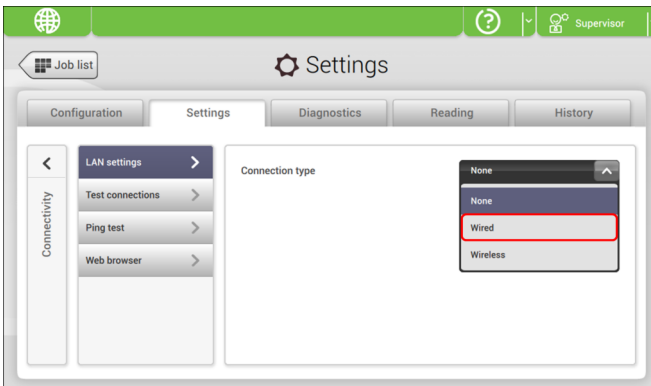 Supervisor
Job list
Settings
Configuration
Settings
Diagnostics
Reading
History
Connectivity
LAN settings
Test connections
Ping test
Web browser
Connection type
None
None
Wired
Wireless